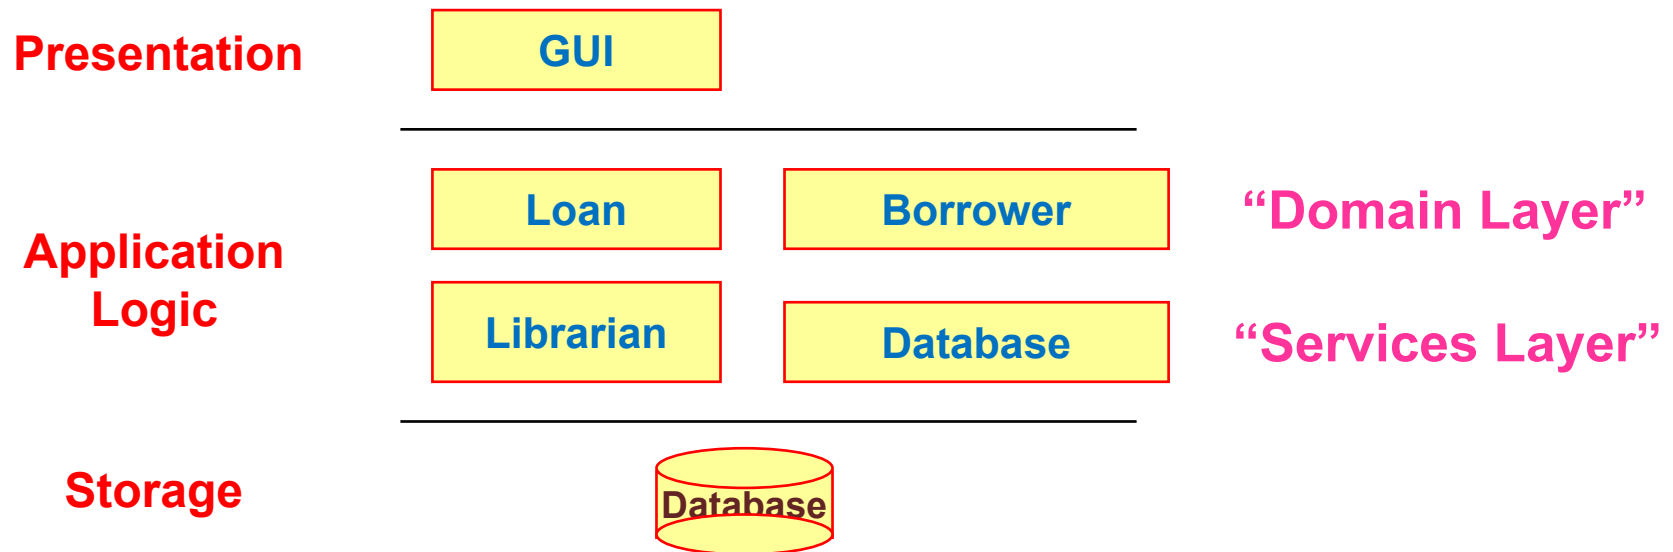 Presentation
GUI
Loan
Borrower
“Domain Layer”
Application
Logic
Librarian
Database
“Services Layer”
Storage
Database